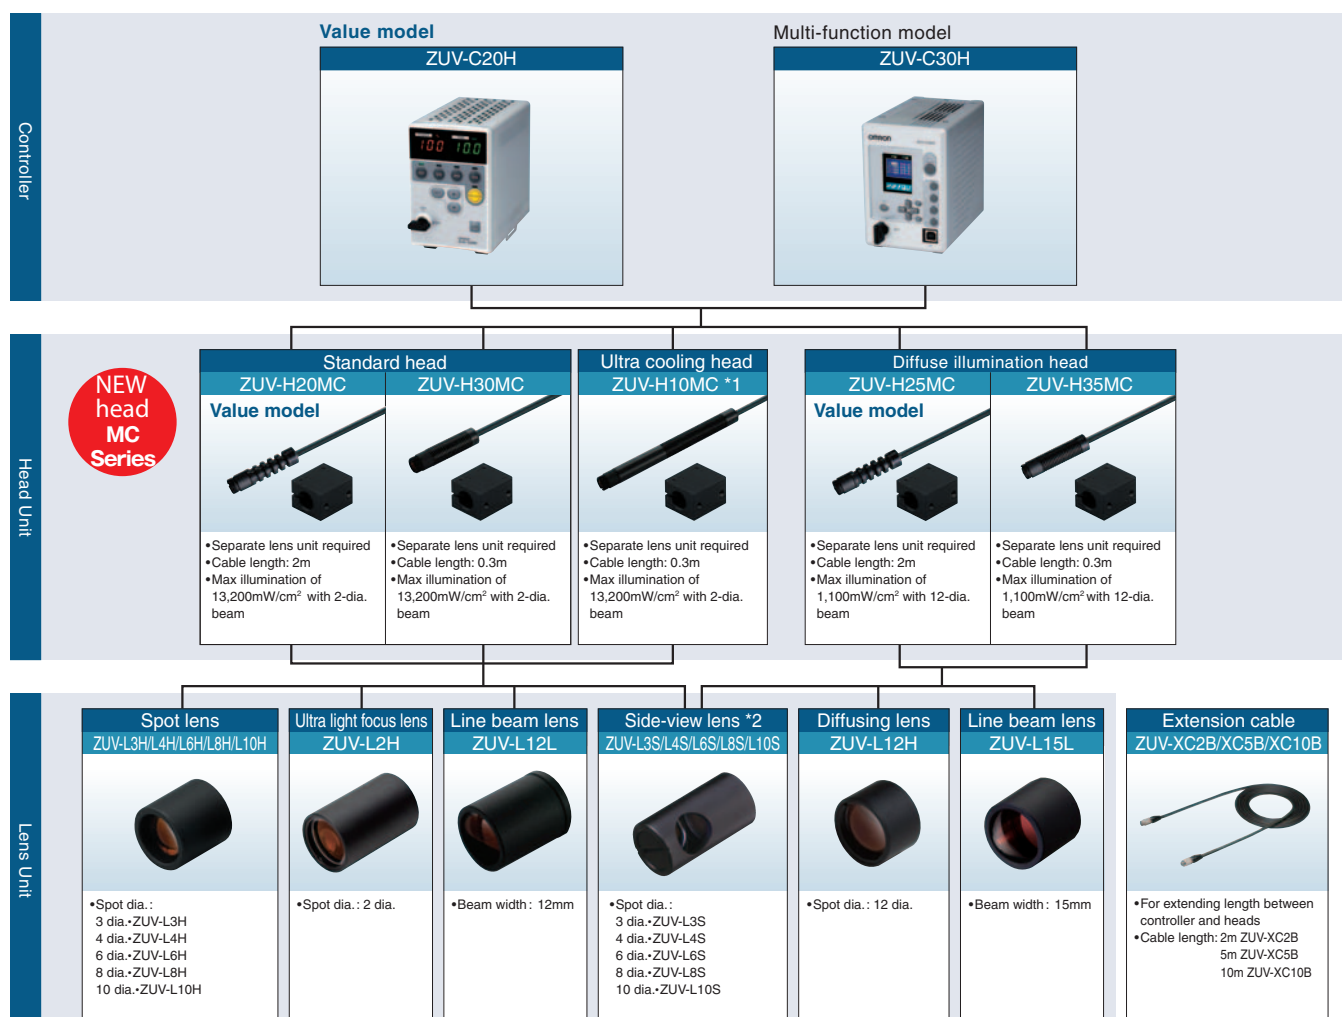 Controller
Value model
ZUV-C20H
100 100
Multi-function model
ZUV-C30H
omron
Head Unit
NEW
head
MC
Series
Standard head
ZUV-H20MC
Value model
•Separate lens unit required
•Cable length: 2m
•Max illumination of
13,200mW/cm² with 2-dia.
beam
ZUV-H30MC
•Separate lens unit required
•Cable length: 0.3m
•Max illumination of
13,200mW/cm² with 2-dia.
beam
Ultra cooling head
ZUV-H10MC *1
•Separate lens unit required
•Cable length: 0.3m
•Max illumination of
13,200mW/cm² with 2-dia.
beam
Diffuse illumination head
ZUV-H25MC
Value model
•Separate lens unit required
•Cable length: 2m
•Max illumination of
1,100mW/cm² with 12-dia.
beam
ZUV-H35MC
•Separate lens unit required
•Cable length: 0.3m
•Max illumination of
1,100mW/cm² with 12-dia.
beam
Lens Unit
Spot lens
ZUV-L3H/L4H/L6H/L8H/L10H
•Spot dia.:
3 dia.•ZUV-L3H
4 dia.•ZUV-L4H
6 dia.•ZUV-L6H
8 dia.•ZUV-L8H
10 dia.•ZUV-L10H
Ultra light focus lens
ZUV-L2H
•Spot dia.: 2 dia.
Line beam lens
ZUV-L12L
•Beam width: 12mm
Side-view lens *2
ZUV-L3S/L4S/L6S/L8S/L10S
•Spot dia.:
3 dia.•ZUV-L3S
4 dia.•ZUV-L4S
6 dia.•ZUV-L6S
8 dia.•ZUV-L8S
10 dia.•ZUV-L10S
Diffusing lens
ZUV-L12H
•Spot dia.: 12 dia.
Line beam lens
ZUV-L15L
•Beam width: 15mm
Extension cable
ZUV-XC2B/XC5B/XC10B
•For extending length between
controller and heads
•Cable length: 2m ZUV-XC2B
5m ZUV-XC5B
10m ZUV-XC10B